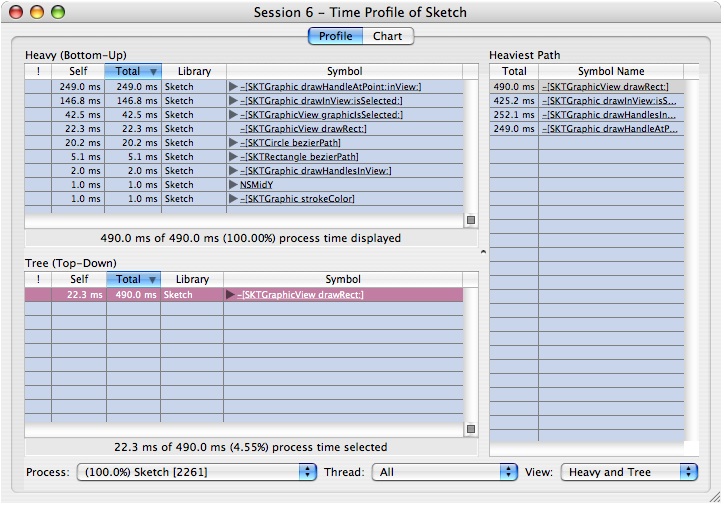 Session 6 – Time Profile of Sketch
Profile Chart
Heavy (Bottom-Up)
! Self Total Library Symbol
249.0 ms 249.0 ms Sketch -[SKTGraphic drawHandleAtPoint:inView:]
146.8 ms 146.8 ms Sketch -[SKTGraphic drawInView:isSelected:]
42.5 ms 42.5 ms Sketch -[SKTGraphicView graphicIsSelected:]
22.3 ms 22.3 ms Sketch -[SKTGraphicView drawRect:]
20.2 ms 20.2 ms Sketch -[SKTCircle bezierPath]
5.1 ms 5.1 ms Sketch -[SKTRectangle bezierPath]
2.0 ms 2.0 ms Sketch -[SKTGraphic drawHandlesInView:]
1.0 ms 1.0 ms Sketch NSMidY
1.0 ms 1.0 ms Sketch -[SKTGraphic strokeColor]
490.0 ms of 490.0 ms (100.00%) process time displayed
Tree (Top-Down)
! Self Total Library Symbol
22.3 ms 490.0 ms Sketch -[SKTGraphicView drawRect:]
22.3 ms of 490.0 ms (4.55%) process time selected
Heaviest Path
Total Symbol Name
490.0 ms -[SKTGraphicView drawRect:]
425.2 ms -[SKTGraphic drawInView:isS...
252.1 ms -[SKTGraphic drawHandlesIn...
249.0 ms -[SKTGraphic drawHandleAtP...
Process: (100.0%) Sketch [2261] Thread: All View: Heavy and Tree